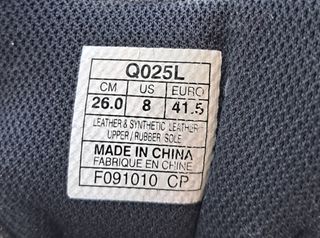 Q025L
CM US EURO
26.0 8 41.5
LEATHER & SYNTHETIC LEATHER
UPPER / RUBBER SOLE
MADE IN CHINA
FABRIQUE EN CHINE
F091010 CP